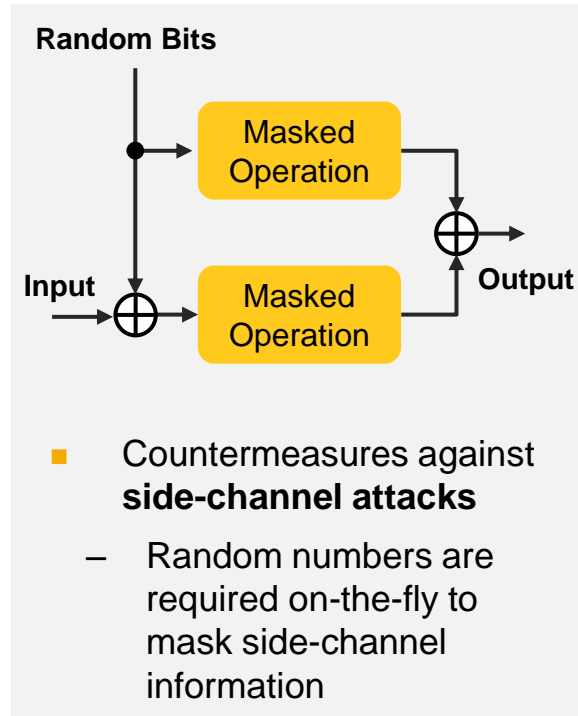 Random Bits
Masked
Operation
Input
Output
Masked
Operation
▪ Countermeasures against
side-channel attacks
– Random numbers are
required on-the-fly to
mask side-channel
information